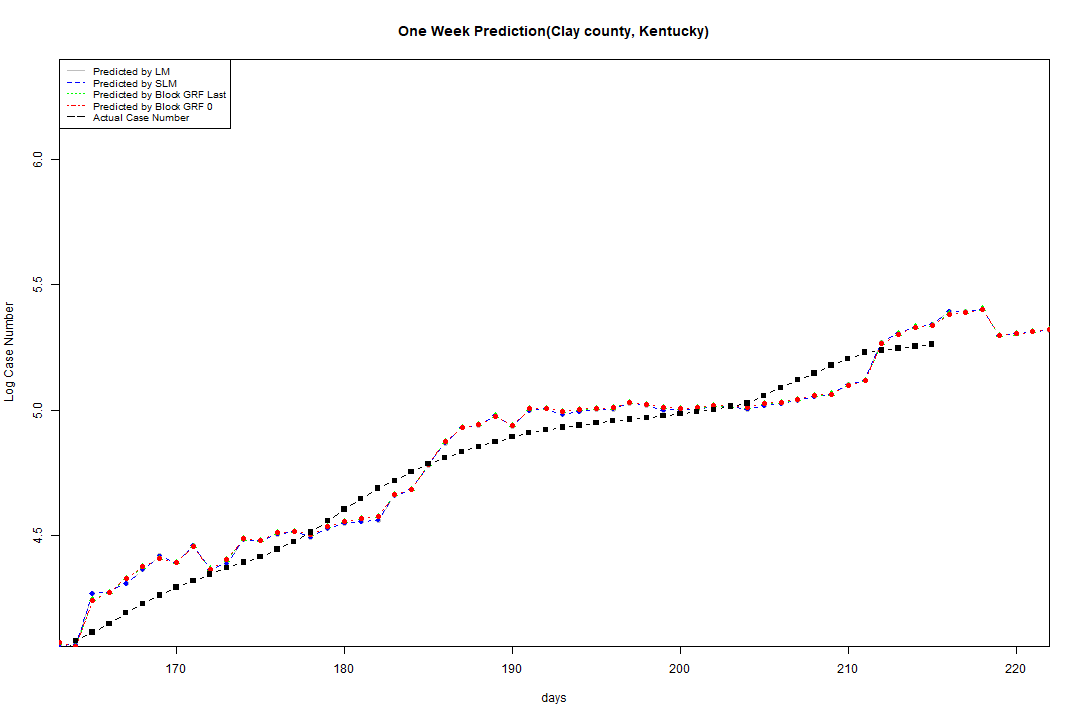 One Week Prediction(Clay county, Kentucky)
Predicted by LM
Predicted by SLM
Predicted by Block GRF Last
Predicted by Block GRF 0
Actual Case Number
6.0
5.5
5.0
4.5
Log Case Number
170 180 190 200 210 220
days